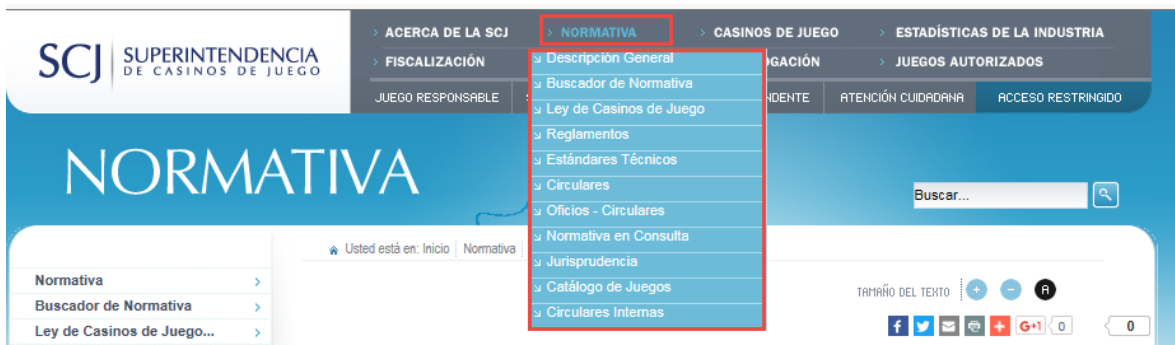 SCJ SUPERINTENDENCIA
DE CASINOS DE JUEGO
> ACERCA DE LA SCJ > NORMATIVA > CASINOS DE JUEGO > ESTADÍSTICAS DE LA INDUSTRIA
> FISCALIZACIÓN OGACIÓN > JUEGOS AUTORIZADOS
JUEGO RESPONSABLE NDENTE ATENCIÓN CUIDADANA ACCESO RESTRINGIDO
Descripción General
Buscador de Normativa
Ley de Casinos de Juego
Reglamentos
Estándares Técnicos
Circulares
Oficios - Circulares
Normativa en Consulta
Jurisprudencia
Catálogo de Juegos
Circulares Internas
NORMATIVA
Buscar...
Usted está en: Inicio Normativa
Normativa >
Buscador de Normativa >
Ley de Casinos de Juego... >
TAMAÑO DEL TEXTO + - A
f + G+1 0 0